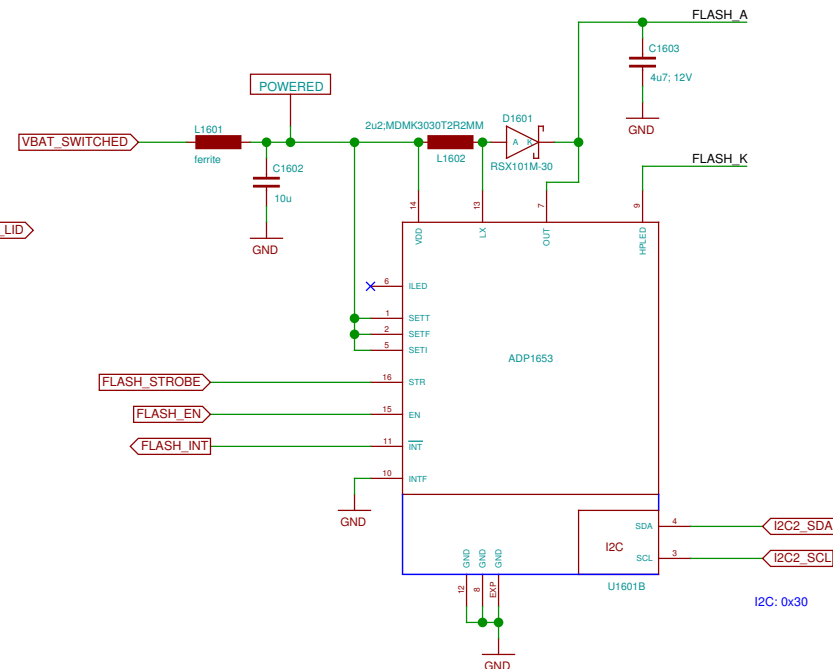 FLASH_A
C1603
4u7; 12V
GND
POWERED
2u2;MDMK3030T2R2MM
D1601
L1601
VBAT_SWITCHED
ferrite
L1602
A K
RSX101M-30
C1602
10u
GND
FLASH_K
_LID
14
13
7
9
VDD
LX
OUT
HPLED
6 ILED
1 SETT
2 SETF
5 SETI
ADP1653
FLASH_STROBE 16 STR
FLASH_EN 15 EN
FLASH_INT 11 INT
10 INTF
GND
I2C
SDA 4 I2C2_SDA
SCL 3 I2C2_SCL
GND GND GND
12 8 EXP
U1601B
I2C: 0x30
GND